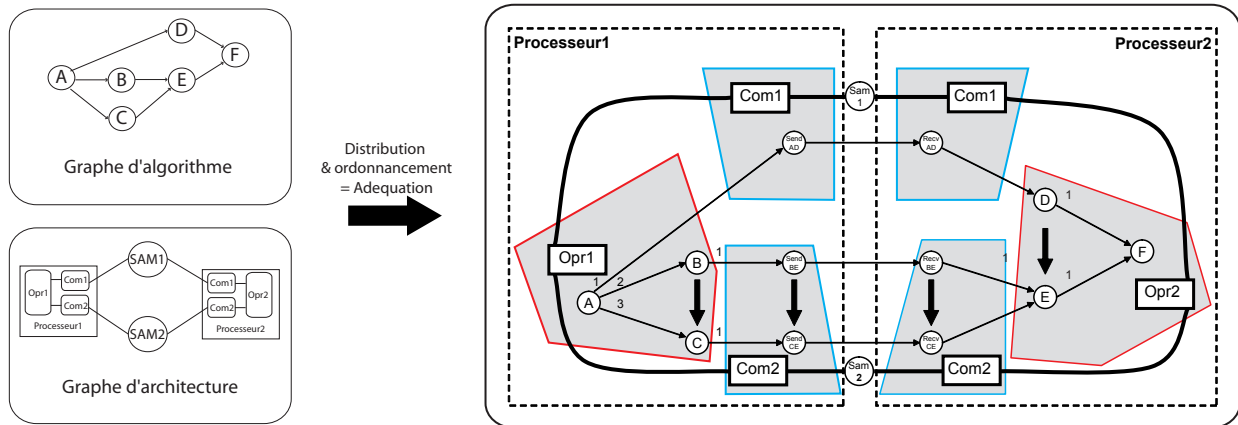 D
F
A
B
E
C
Graphe d'algorithme
SAM1
Com1
Opr1
Com2
Processeur1
Com1
Opr2
Com2
Processeur2
SAM2
Graphe d'architecture
Distribution
& ordonnancement
= Adequation
Processeur1
Processeur2
Com1
Sam
1
Com1
Send
AD
Recv
AD
D
1
Opr1
B
1
Send
BE
Recv
BE
1
F
1
2
A
3
E
1
Opr2
C
1
Send
CE
Recv
CE
Com2
Sam
2
Com2